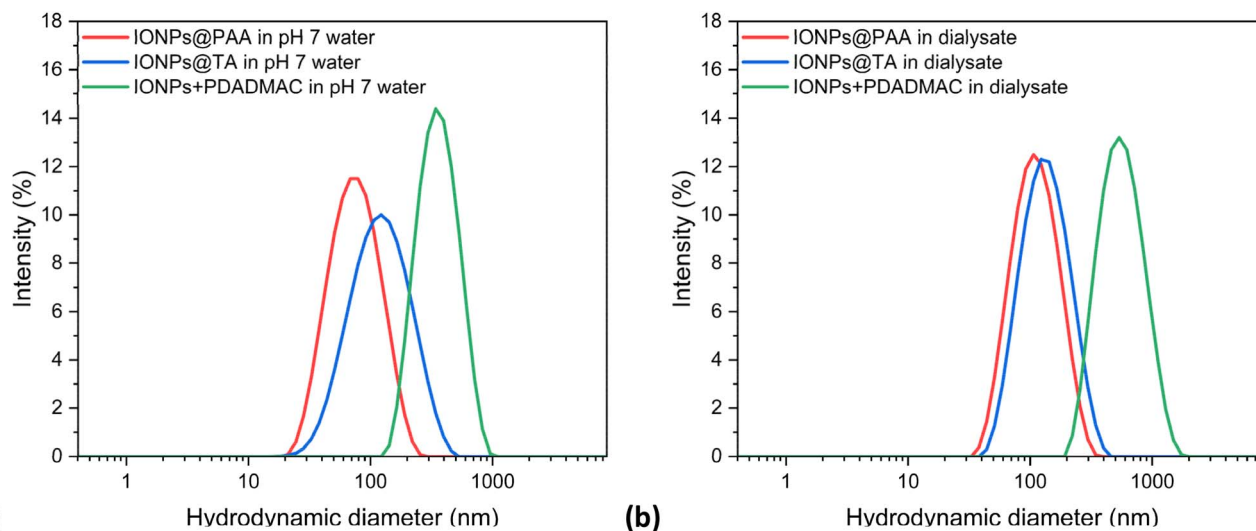 18
16
14
12
10
8
6
4
2
0
Intensity (%)
IONPs@PAA in pH 7 water
IONPs@TA in pH 7 water
IONPs+PDADMAC in pH 7 water
1
10
100
1000
Hydrodynamic diameter (nm)
(b)
18
16
14
12
10
8
6
4
2
0
Intensity (%)
IONPs@PAA in dialysate
IONPs@TA in dialysate
IONPs+PDADMAC in dialysate
1
10
100
1000
Hydrodynamic diameter (nm)